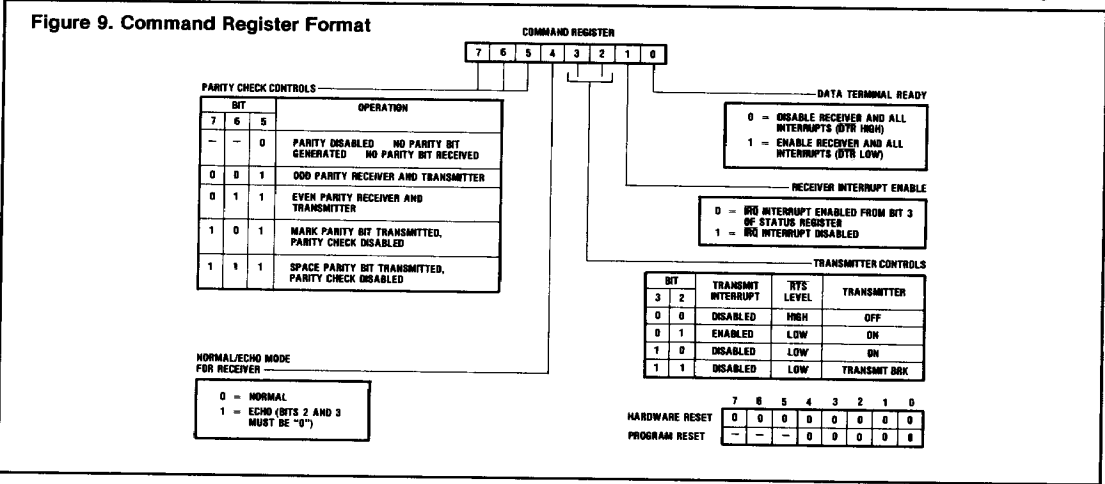 Figure 9. Command Register Format
COMMAND REGISTER
7 6 5 4 3 2 1 0
PARITY CHECK CONTROLS
BIT OPERATION
7 6 5
– – 0 PARITY DISABLED NO PARITY BIT
GENERATED NO PARITY BIT RECEIVED
0 0 1 ODD PARITY RECEIVER AND TRANSMITTER
0 1 1 EVEN PARITY RECEIVER AND
TRANSMITTER
1 0 1 MARK PARITY BIT TRANSMITTED,
PARITY CHECK DISABLED
1 1 1 SPACE PARITY BIT TRANSMITTED,
PARITY CHECK DISABLED
NORMAL/ECHO MODE
FOR RECEIVER
0 = NORMAL
1 = ECHO (BITS 2 AND 3
MUST BE "0")
DATA TERMINAL READY
0 = DISABLE RECEIVER AND ALL
INTERRUPTS (D̅T̅R̅ HIGH)
1 = ENABLE RECEIVER AND ALL
INTERRUPTS (D̅T̅R̅ LOW)
RECEIVER INTERRUPT ENABLE
0 = I̅R̅Q̅ INTERRUPT ENABLED FROM BIT 3
OF STATUS REGISTER
1 = I̅R̅Q̅ INTERRUPT DISABLED
TRANSMITTER CONTROLS
BIT TRANSMIT R̅T̅S̅ TRANSMITTER
3 2 INTERRUPT LEVEL
0 0 DISABLED HIGH OFF
0 1 ENABLED LOW ON
1 0 DISABLED LOW ON
1 1 DISABLED LOW TRANSMIT BRK
7 6 5 4 3 2 1 0
HARDWARE RESET 0 0 0 0 0 0 0 0
PROGRAM RESET – – – 0 0 0 0 0